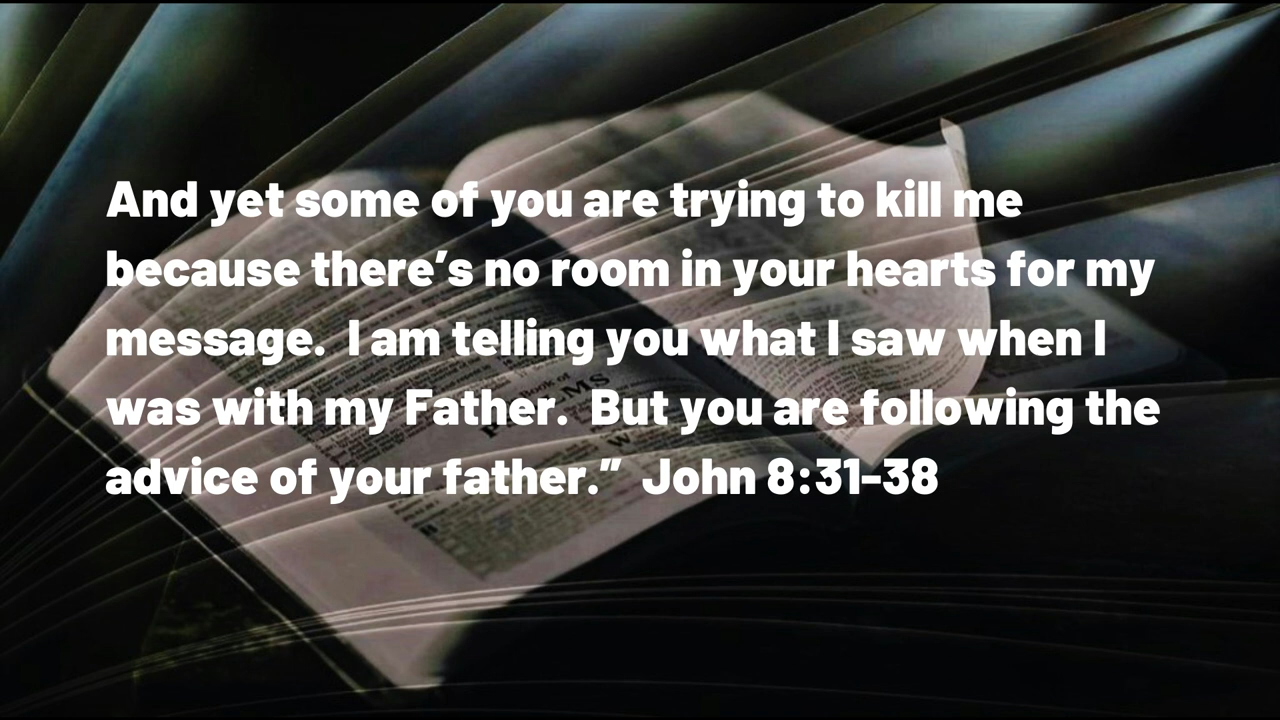 And yet some of you are trying to kill me
because there’s no room in your hearts for my
message.  I am telling you what I saw when I
was with my Father.  But you are following the
advice of your father.”  John 8:31-38